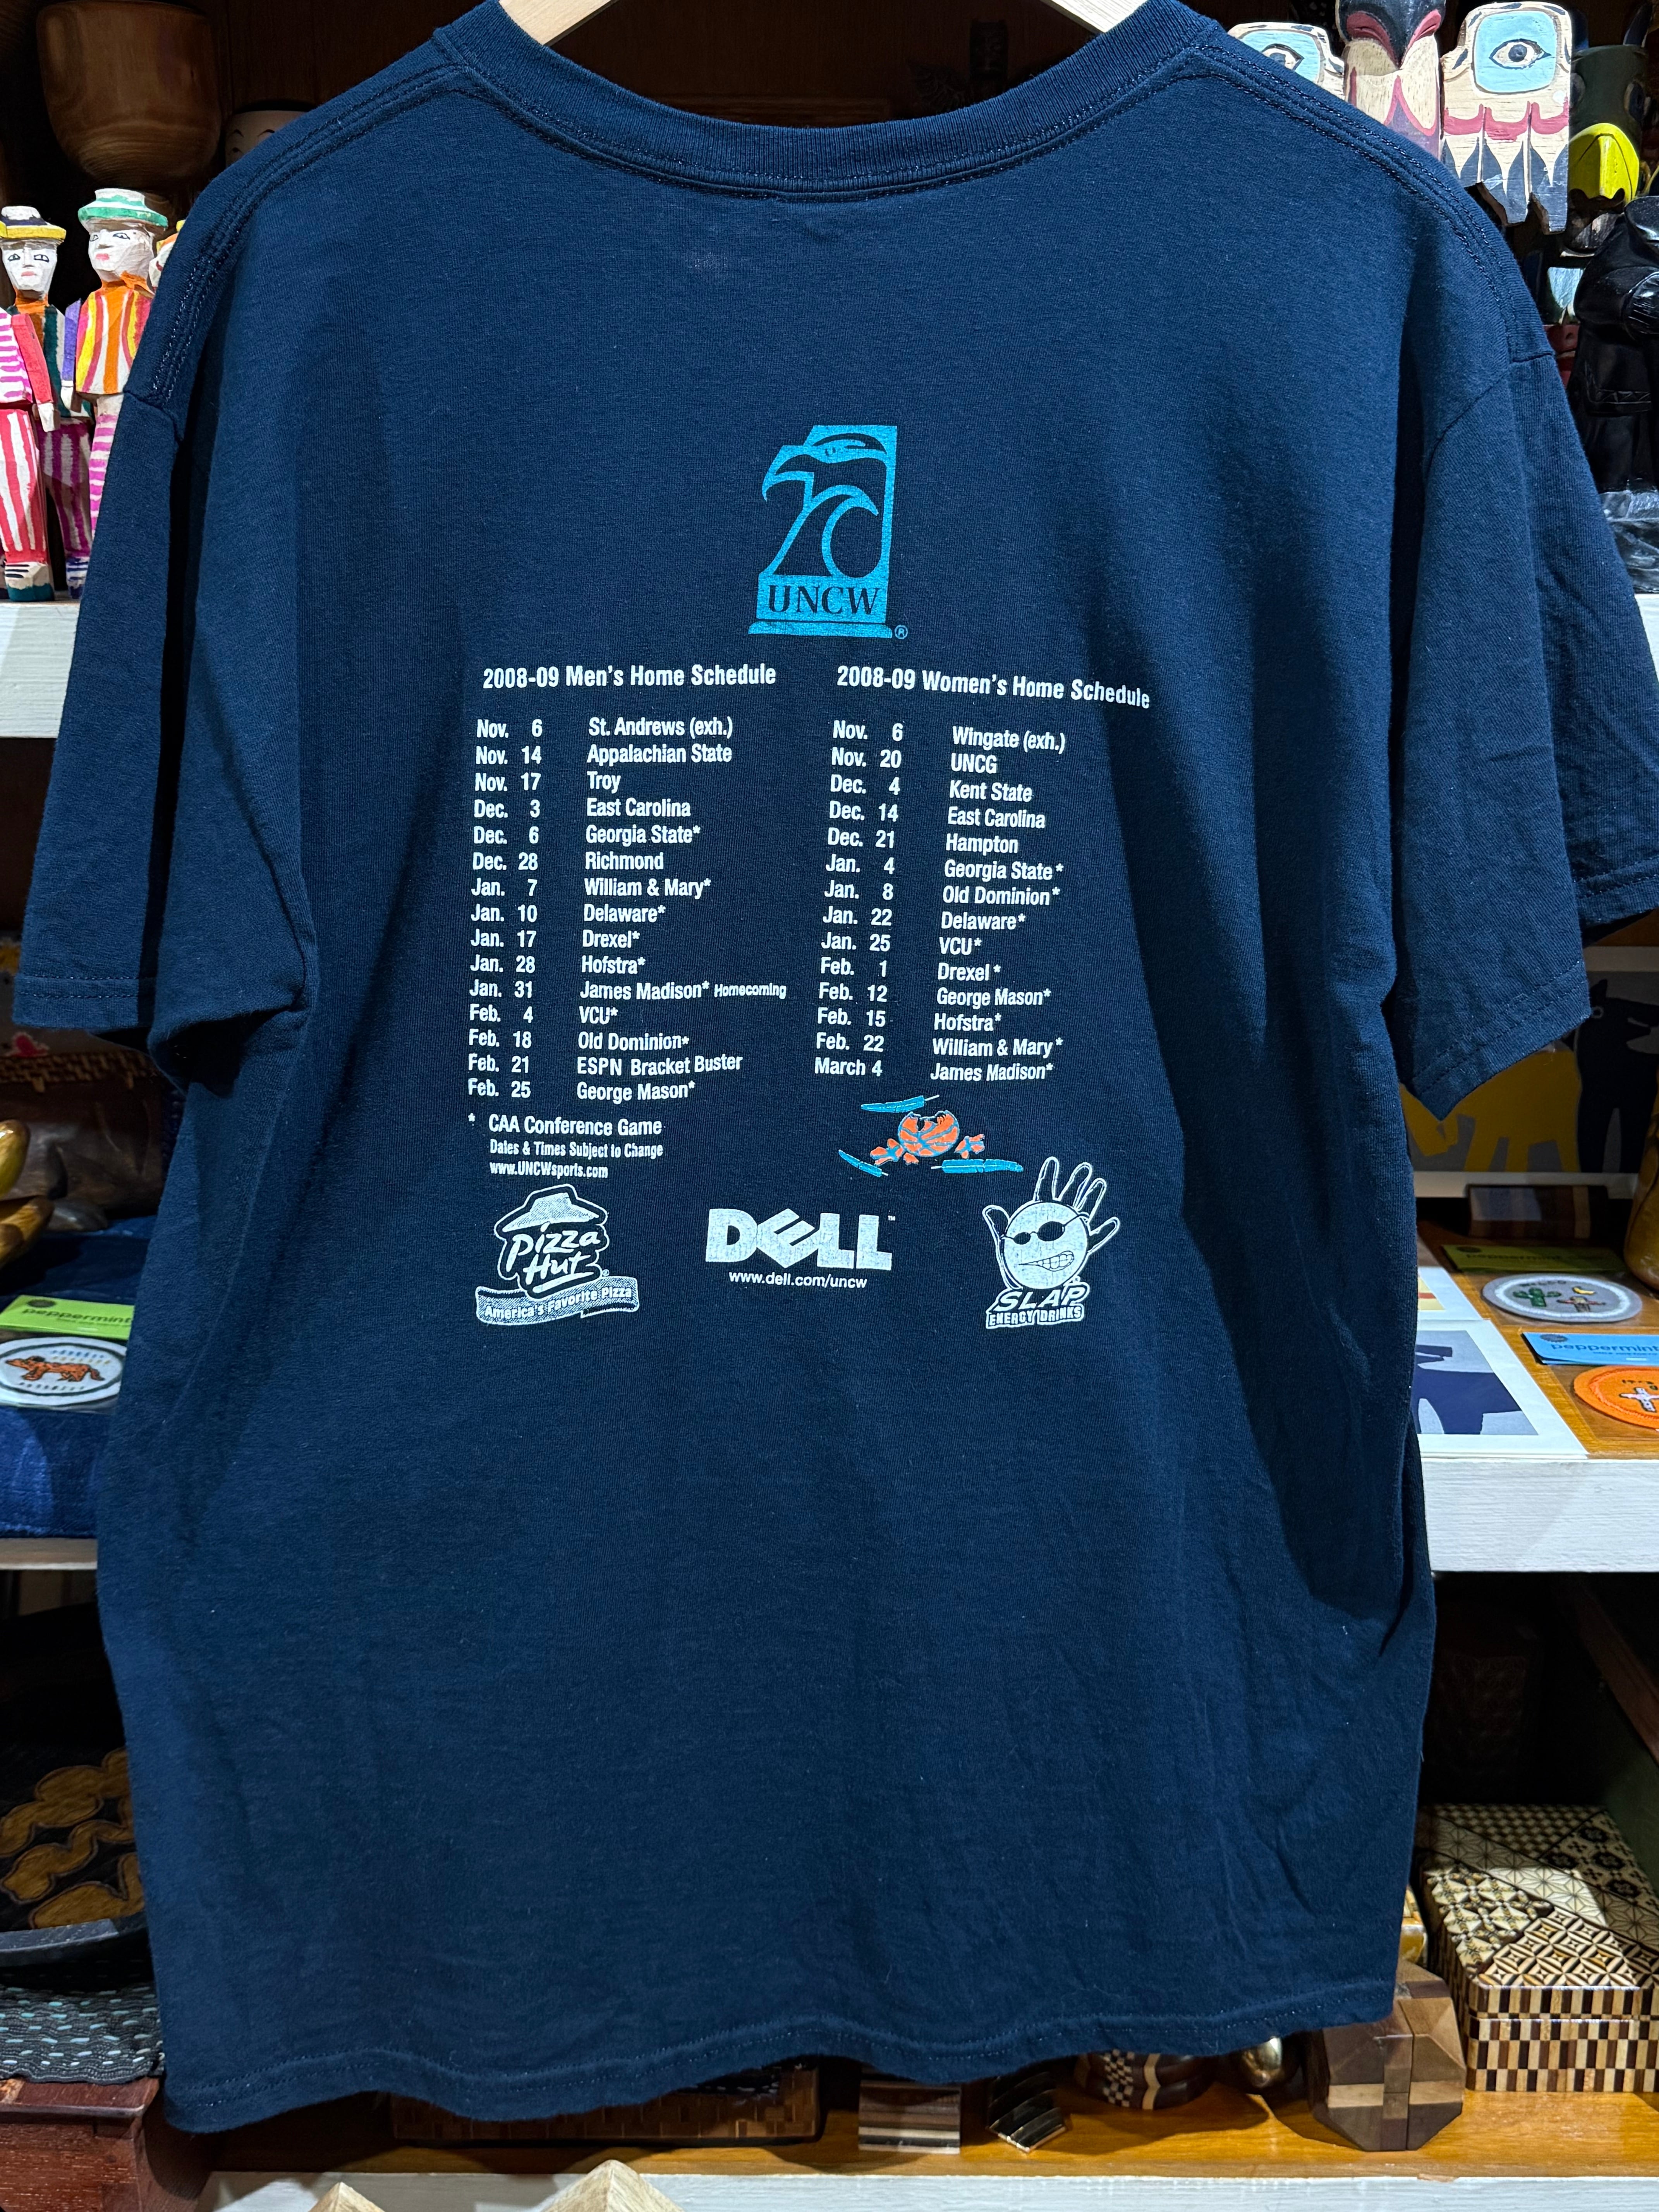 UNCW ®
2008-09 Men's Home Schedule
Nov. 6 St. Andrews (exh.)
Nov. 14 Appalachian State
Nov. 17 Troy
Dec. 3 East Carolina
Dec. 6 Georgia State*
Dec. 28 Richmond
Jan. 7 William & Mary*
Jan. 10 Delaware*
Jan. 17 Drexel*
Jan. 28 Hofstra*
Jan. 31 James Madison* Homecoming
Feb. 4 VCU*
Feb. 18 Old Dominion*
Feb. 21 ESPN Bracket Buster
Feb. 25 George Mason*
* CAA Conference Game
Dates & Times Subject to Change
www.UNCWsports.com
2008-09 Women's Home Schedule
Nov. 6 Wingate (exh.)
Nov. 20 UNCG
Dec. 4 Kent State
Dec. 14 East Carolina
Dec. 21 Hampton
Jan. 4 Georgia State*
Jan. 8 Old Dominion*
Jan. 22 Delaware*
Jan. 25 VCU*
Feb. 1 Drexel*
Feb. 12 George Mason*
Feb. 15 Hofstra*
Feb. 22 William & Mary*
March 4 James Madison*
Pizza
Hut®
America's Favorite Pizza
DELL™
www.dell.com/uncw
SLAP
ENERGY DRINKS
peppermint
peppermint
peppermint